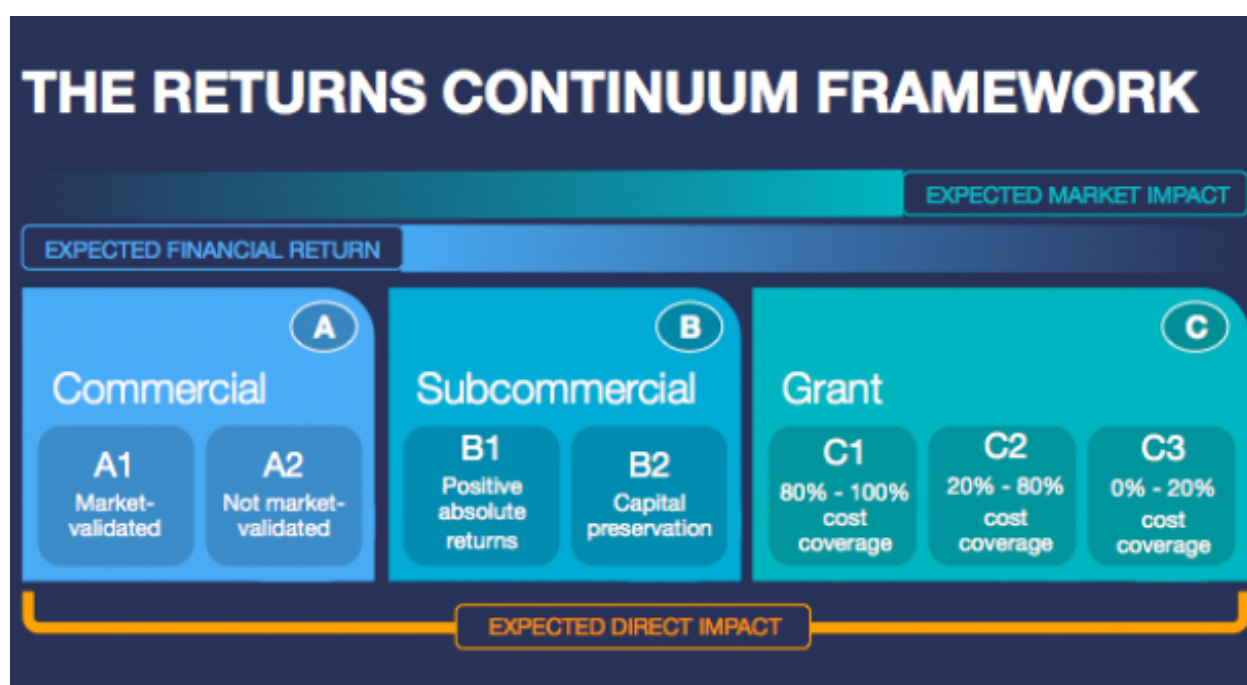 THE RETURNS CONTINUUM FRAMEWORK
EXPECTED MARKET IMPACT
EXPECTED FINANCIAL RETURN
A
Commercial
A1
Market-
validated
A2
Not market-
validated
B
Subcommercial
B1
Positive
absolute
returns
B2
Capital
preservation
C
Grant
C1
80% - 100%
cost
coverage
C2
20% - 80%
cost
coverage
C3
0% - 20%
cost
coverage
EXPECTED DIRECT IMPACT